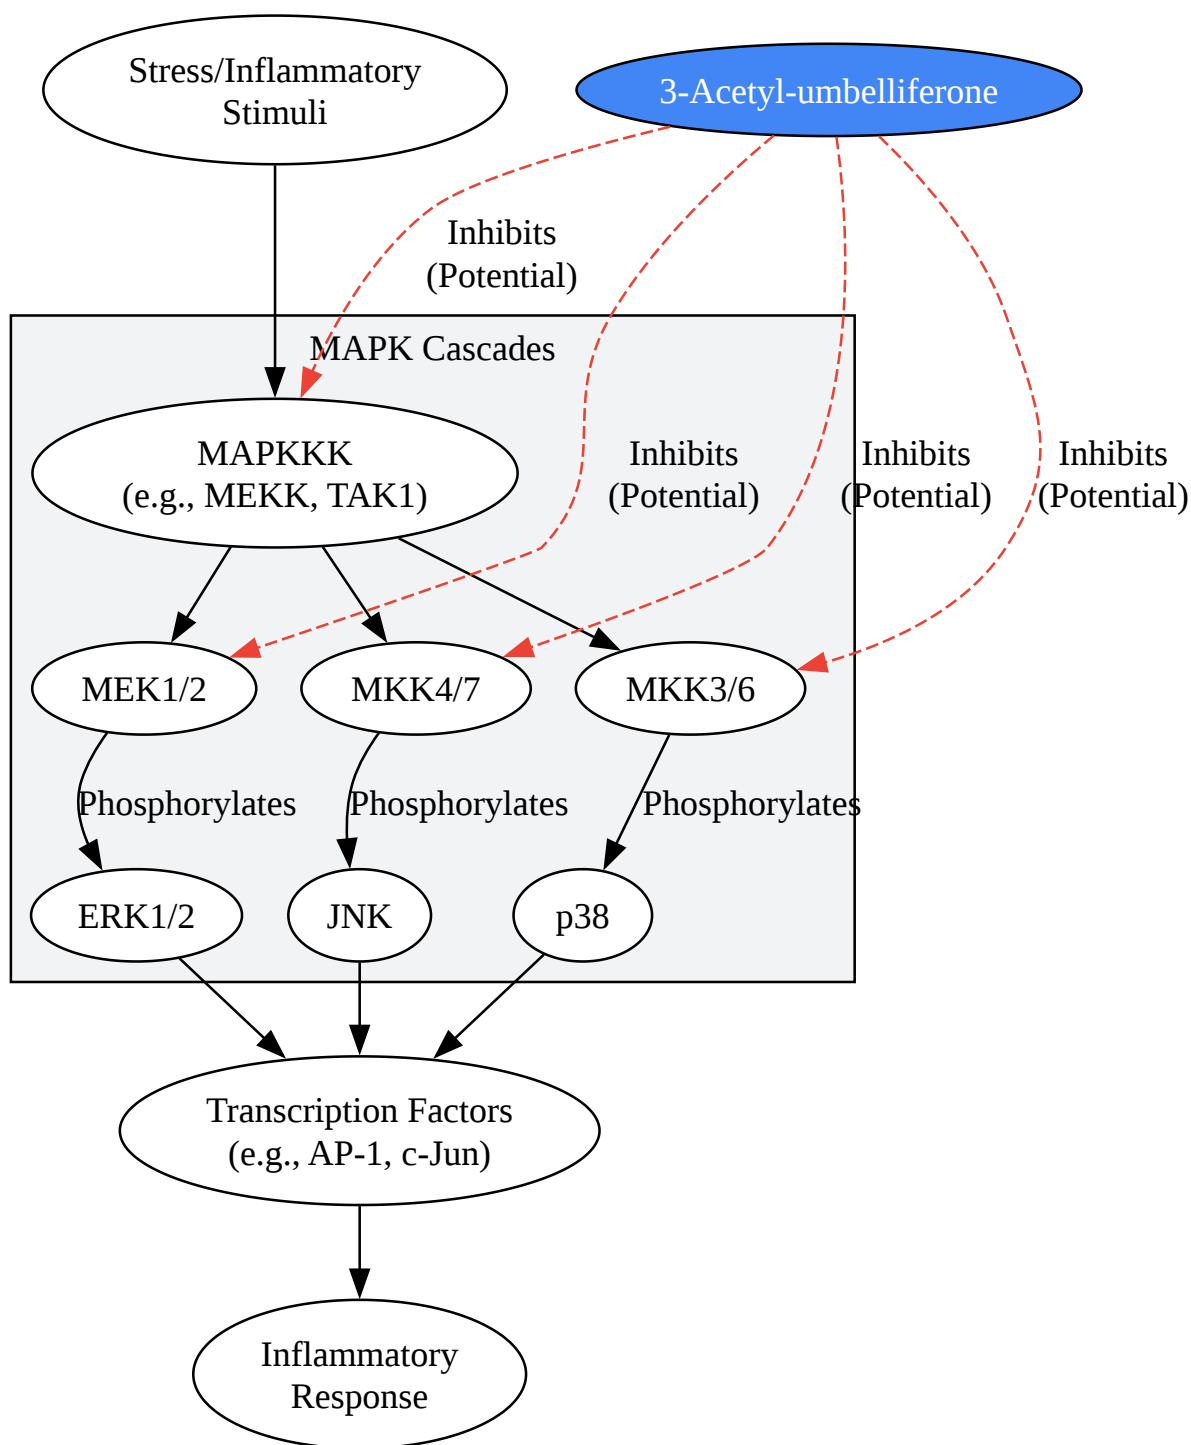 Stress/Inflammatory
Stimuli
3-Acetyl-umbelliferone
Inhibits
(Potential)
MAPK Cascades
MAPKKK
(e.g., MEKK, TAK1)
Inhibits
(Potential)
Inhibits
(Potential)
Inhibits
(Potential)
MEK1/2
MKK4/7
MKK3/6
Phosphorylates
Phosphorylates
Phosphorylates
ERK1/2
JNK
p38
Transcription Factors
(e.g., AP-1, c-Jun)
Inflammatory
Response